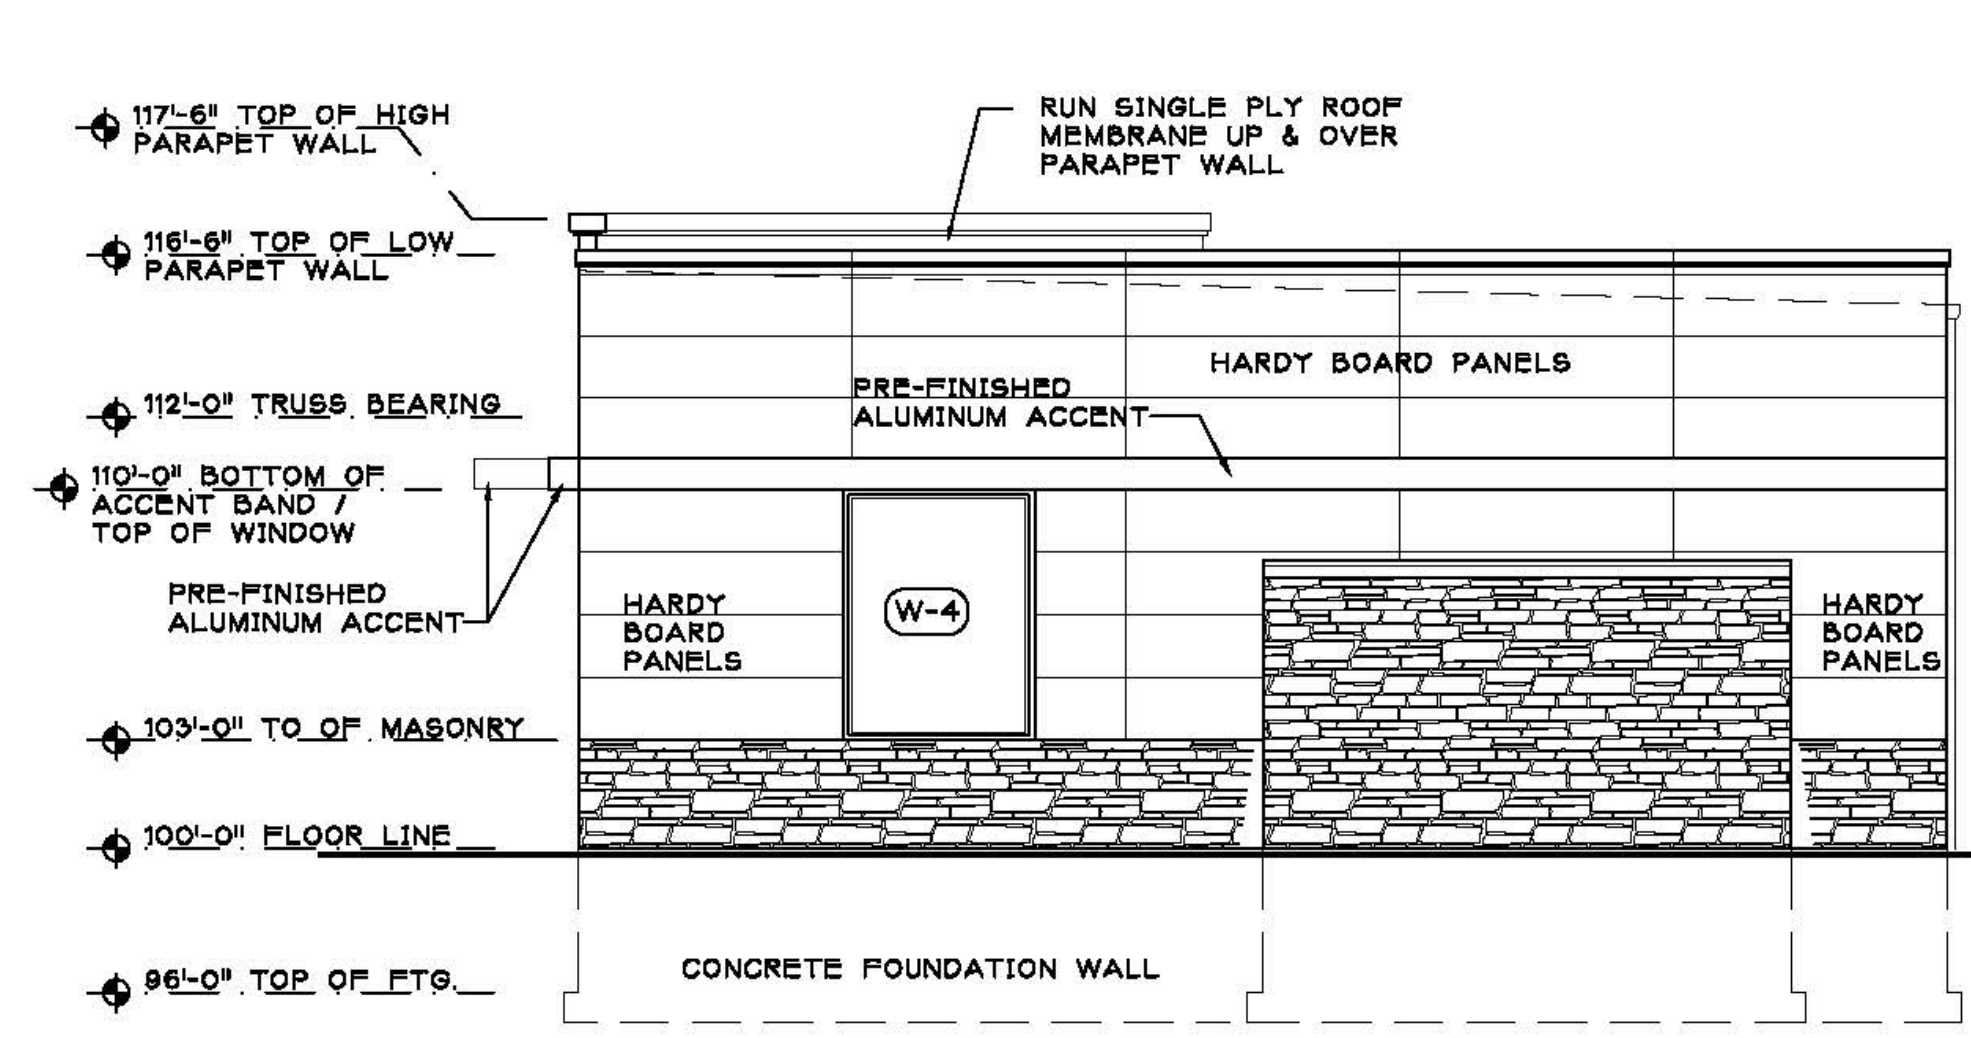 117'-6" TOP OF HIGH
PARAPET WALL
RUN SINGLE PLY ROOF
MEMBRANE UP & OVER
PARAPET WALL
116'-6" TOP OF LOW
PARAPET WALL
HARDY BOARD PANELS
PRE-FINISHED
ALUMINUM ACCENT
112'-0" TRUSS BEARING
110'-0" BOTTOM OF
ACCENT BAND /
TOP OF WINDOW
PRE-FINISHED
ALUMINUM ACCENT
HARDY
BOARD
PANELS
W-4
HARDY
BOARD
PANELS
103'-0" TO OF MASONRY
100'-0" FLOOR LINE
CONCRETE FOUNDATION WALL
96'-0" TOP OF FTG.